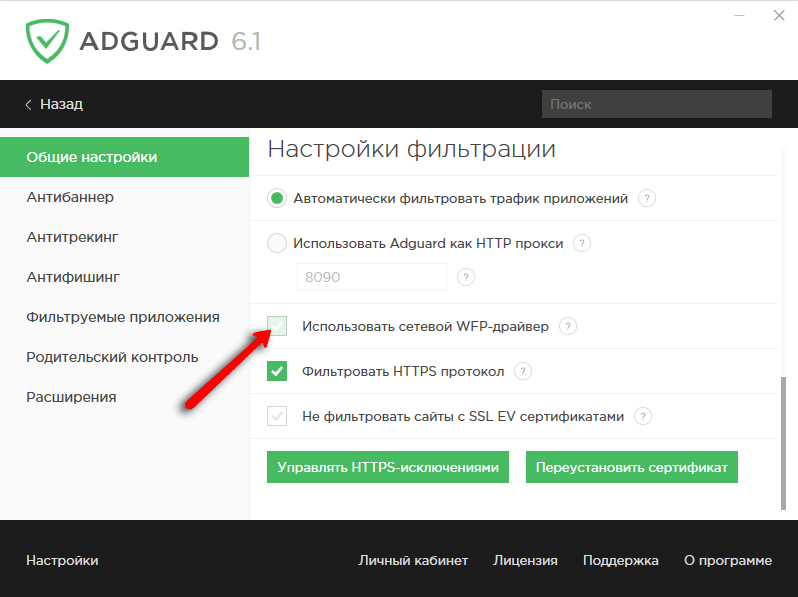 ADGUARD 6.1
Назад
Поиск
Общие настройки
Антибаннер
Антитрекинг
Антифишинг
Фильтруемые приложения
Родительский контроль
Расширения
Настройки фильтрации
Автоматически фильтровать трафик приложений ?
Использовать Adguard как HTTP прокси ?
8090 ?
Использовать сетевой WFP-драйвер ?
Фильтровать HTTPS протокол ?
Не фильтровать сайты с SSL EV сертификатами ?
Управлять HTTPS-исключениями Переустановить сертификат
Настройки Личный кабинет Лицензия Поддержка О программе